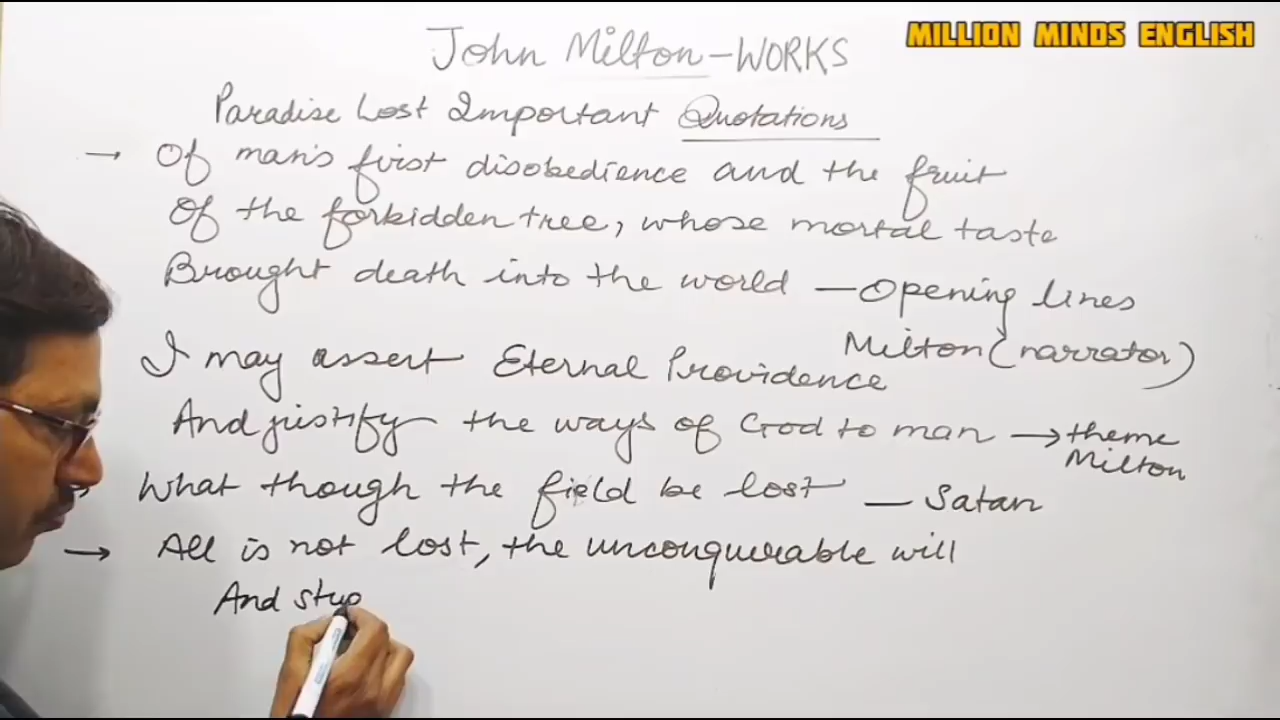 MILLION MINDS ENGLISH
John Milton - WORKS
Paradise Lost Important Quotations
→ Of man's first disobedience and the fruit
Of the forbidden tree, whose mortal taste
Brought death into the world — Opening lines
Milton (narrator)
I may assert Eternal Providence
And justify the ways of God to man → theme
Milton
What though the field be lost — Satan
→ All is not lost, the unconquerable will
And stu